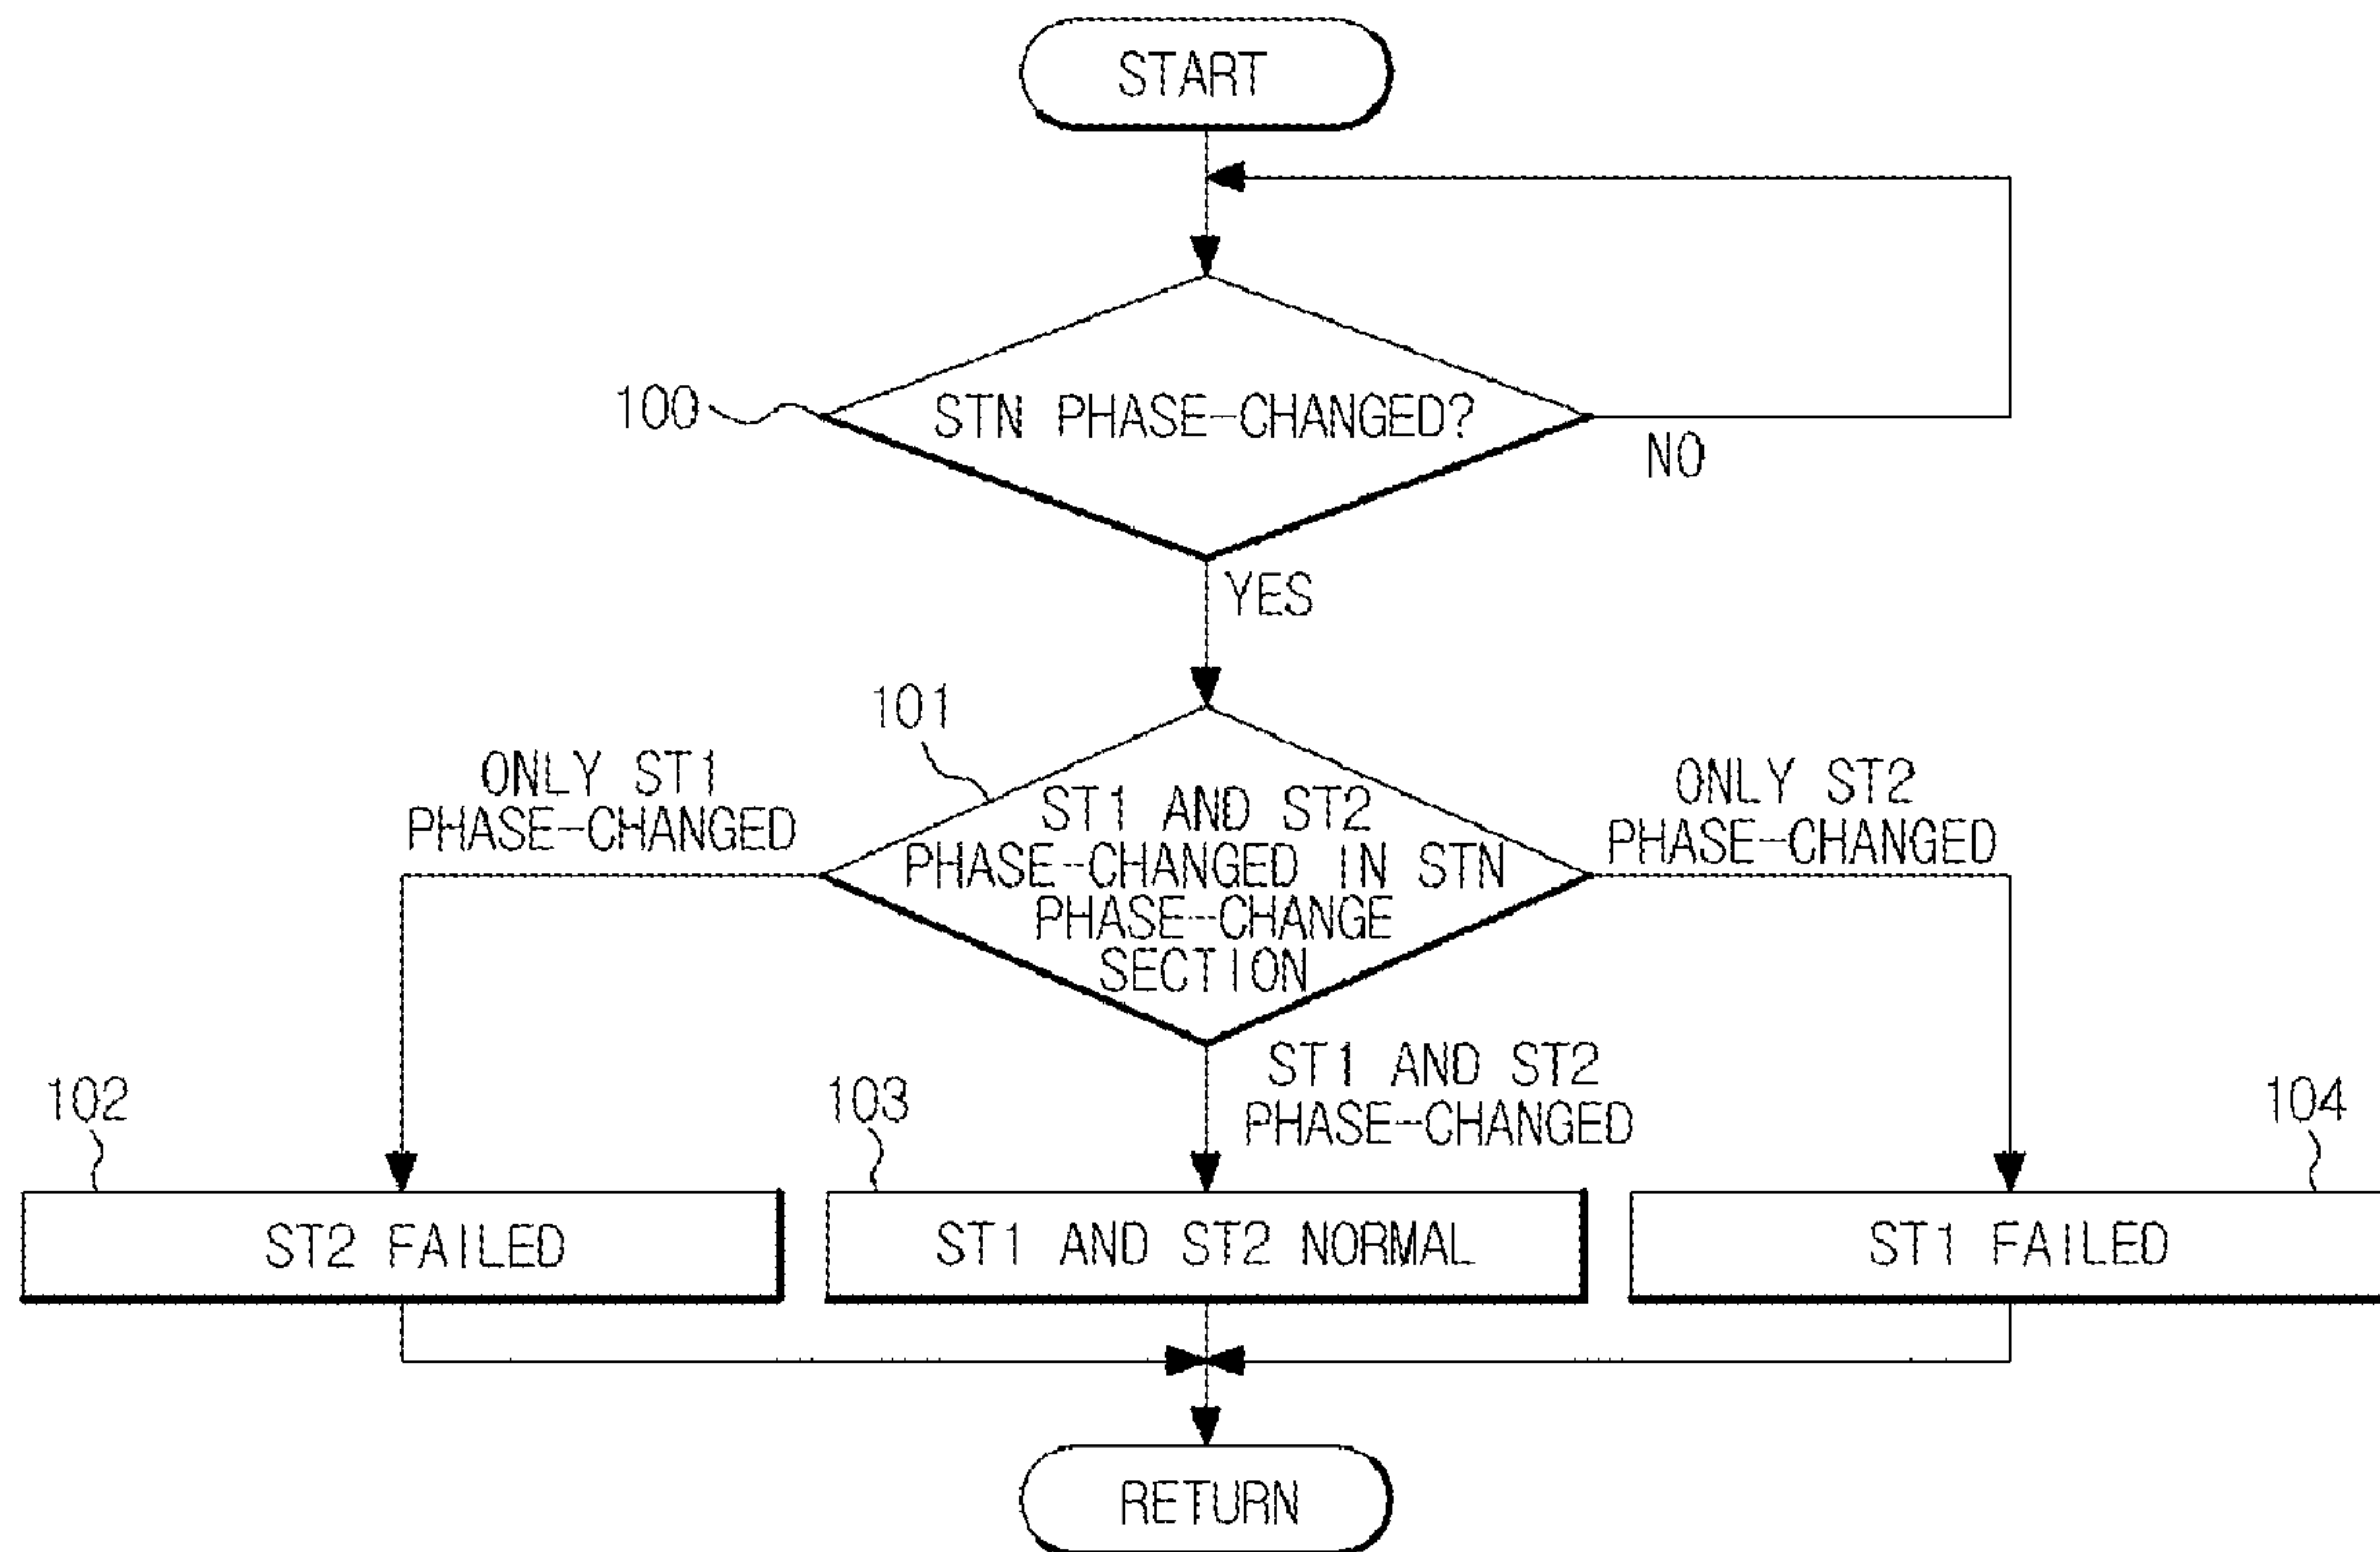 START
100
STN PHASE-CHANGED?
NO
YES
101
ONLY ST1
PHASE-CHANGED
ST1 AND ST2
PHASE-CHANGED IN STN
PHASE-CHANGE
SECTION
ONLY ST2
PHASE-CHANGED
ST1 AND ST2
PHASE-CHANGED
102
103
104
ST2 FAILED
ST1 AND ST2 NORMAL
ST1 FAILED
RETURN